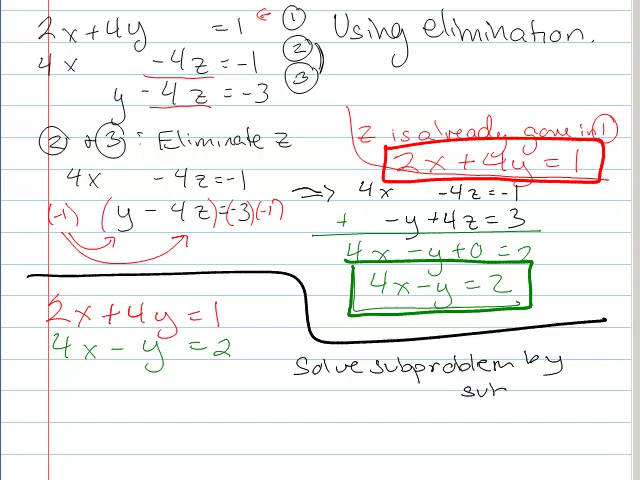 2x+4y =1 ← ①
Using elimination.
4x -4z =-1 ②
y -4z =-3 ③
② + ③: Eliminate z
z is already gone in ①
2x+4y=1
4x -4z=-1
(-1) (y - 4z)=(-3)(-1)
⇒ 4x -4z=-1
+ -y+4z=3
4x -y+0 =2
4x-y=2
2x+4y=1
4x-y =2
Solve subproblem by
sur